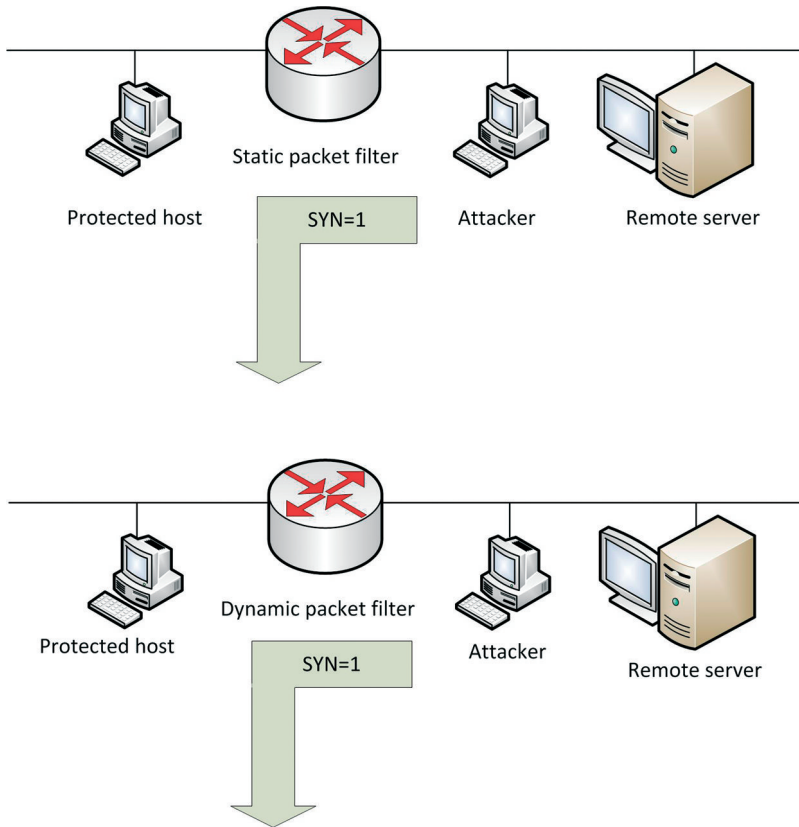 Static packet filter
Protected host
SYN=1
Attacker
Remote server
Dynamic packet filter
Protected host
Attacker
Remote server
SYN=1